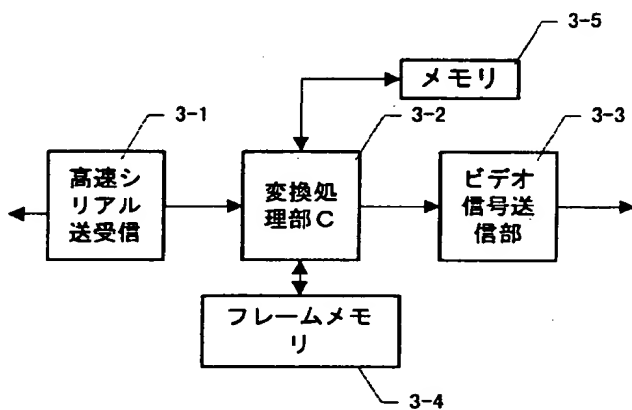 3-5
メモリ
3-1
3-2
3-3
高速シ
リアル
送受信
変換処
理部C
ビデオ
信号送
信部
フレームメモ
リ
3-4